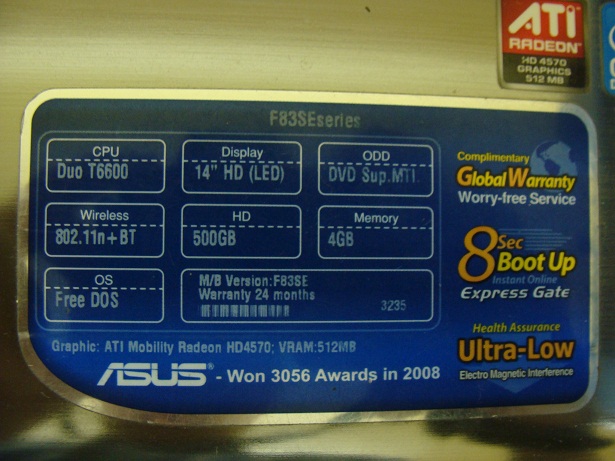 ATI
RADEON
HD 4570
GRAPHICS
512 MB
F83SEseries
CPU
Duo T6600
Display
14" HD (LED)
ODD
DVD Sup.MTI.
Wireless
802.11n+BT
HD
500GB
Memory
4GB
OS
Free DOS
M/B Version:F83SE
Warranty 24 months
3235
Graphic: ATI Mobility Radeon HD4570; VRAM:512MB
ASUS® - Won 3056 Awards in 2008
Complimentary
Global Warranty
Worry-free Service
8 Sec
Boot Up
Instant Online
Express Gate
Health Assurance
Ultra-Low
Electro Magnetic Interference